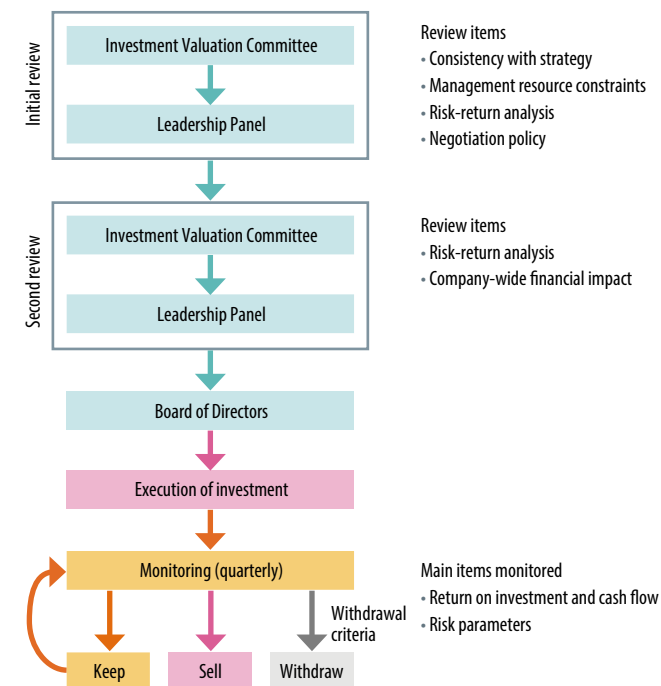 Initial review
Investment Valuation Committee
Leadership Panel
Review items
• Consistency with strategy
• Management resource constraints
• Risk-return analysis
• Negotiation policy
Second review
Investment Valuation Committee
Leadership Panel
Review items
• Risk-return analysis
• Company-wide financial impact
Board of Directors
Execution of investment
Monitoring (quarterly)
Main items monitored
• Return on investment and cash flow
• Risk parameters
Withdrawal
criteria
Keep
Sell
Withdraw